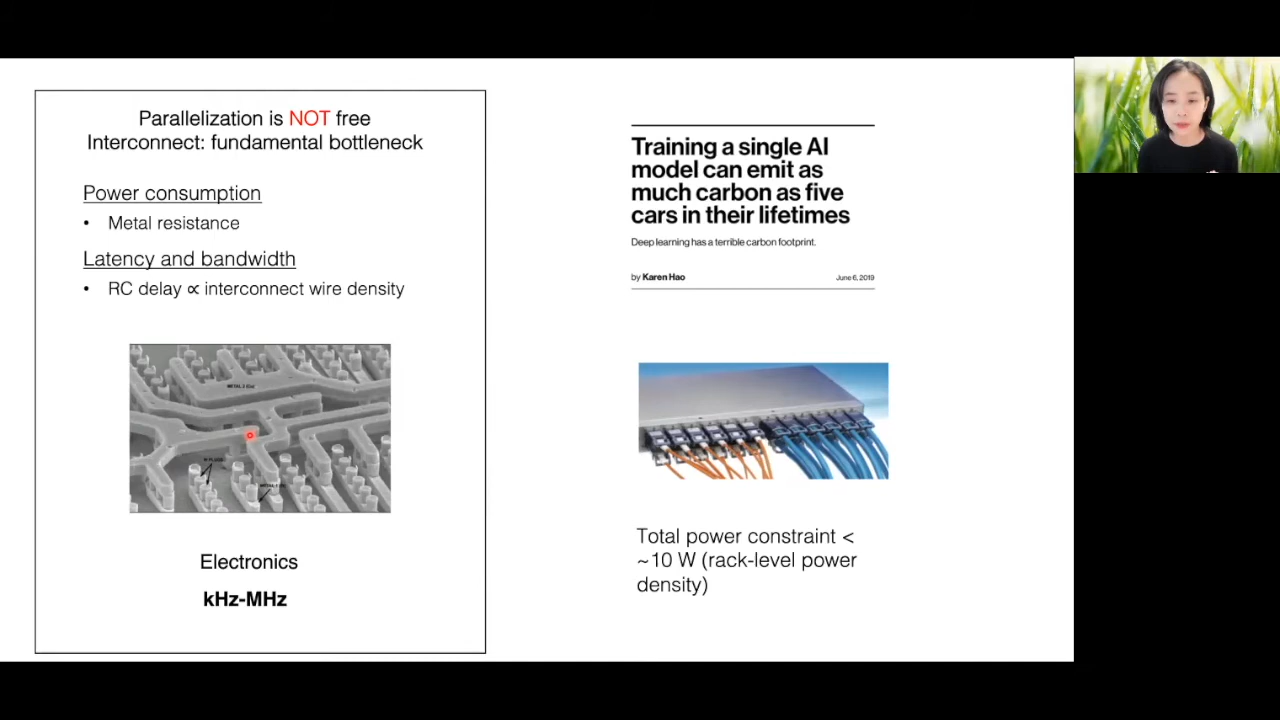 Parallelization is NOT free
Interconnect: fundamental bottleneck
Power consumption
• Metal resistance
Latency and bandwidth
• RC delay ∝ interconnect wire density
METAL-2 (Cu)
Electronics
kHz-MHz
Training a single AI
model can emit as
much carbon as five
cars in their lifetimes
Deep learning has a terrible carbon footprint.
by Karen Hao
June 6, 2019
Total power constraint <
~10 W (rack-level power
density)